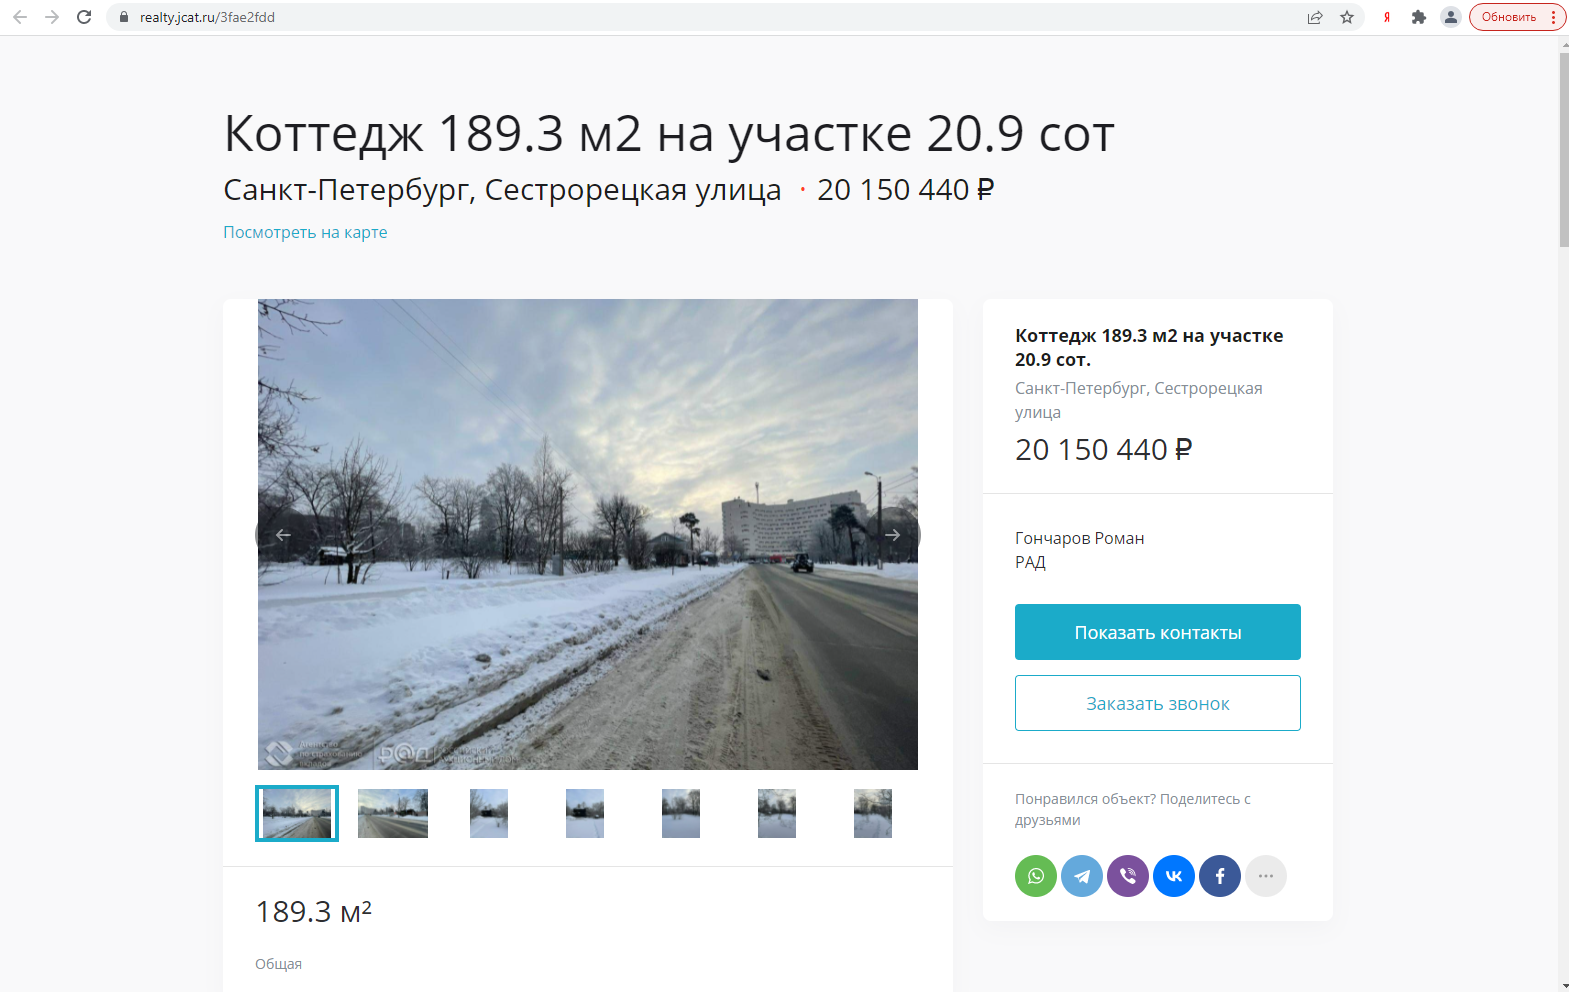 realty.jcat.ru/3fae2fdd
Я
Обновить
Коттедж 189.3 м2 на участке 20.9 сот
Санкт-Петербург, Сестрорецкая улица • 20 150 440 ₽
Посмотреть на карте
РАД
189.3 м²
Общая
Коттедж 189.3 м2 на участке
20.9 сот.
Санкт-Петербург, Сестрорецкая
улица
20 150 440 ₽
Гончаров Роман
РАД
Показать контакты
Заказать звонок
Понравился объект? Поделитесь с
друзьями